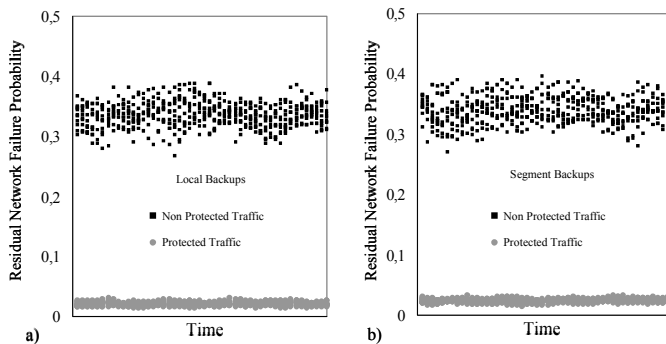 Residual Network Failure Probability
0,5
0,4
0,3
0,2
0,1
0
Local Backups
Non Protected Traffic
Protected Traffic
a)
Time
Residual Network Failure Probability
0,5
0,4
0,3
0,2
0,1
0
Segment Backups
Non Protected Traffic
Protected Traffic
b)
Time